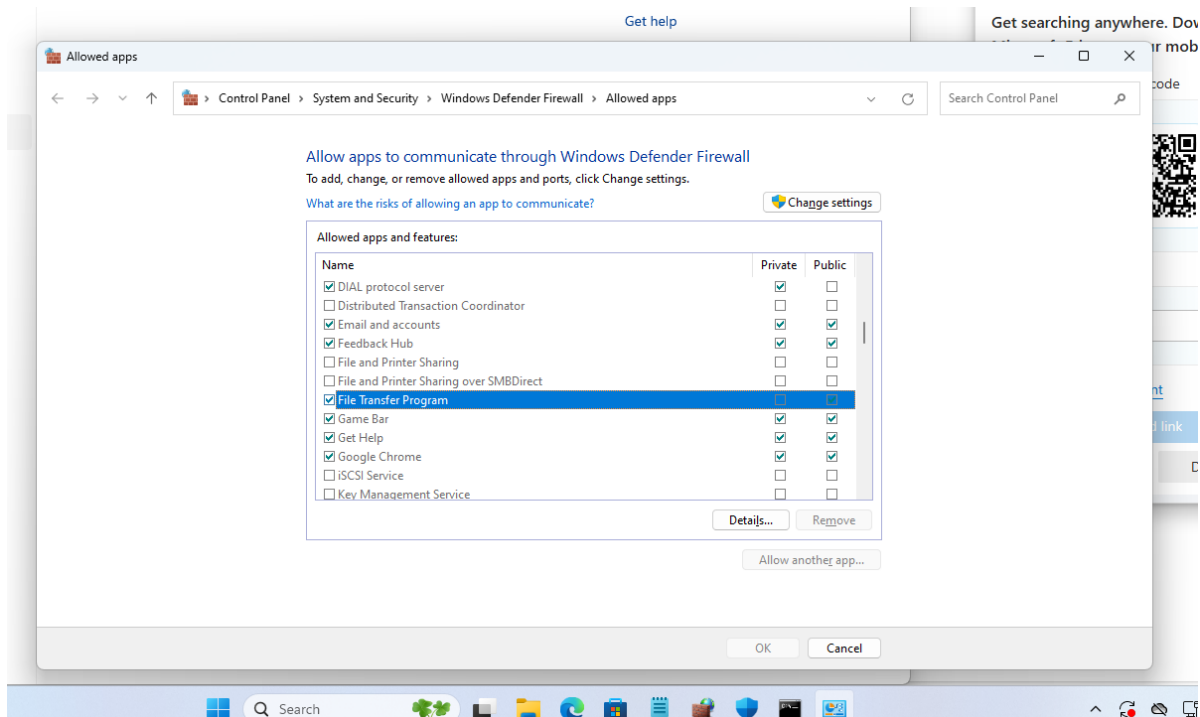 Get help
Get searching anywhere.
Allowed apps
code
Control Panel > System and Security > Windows Defender Firewall > Allowed apps
Search Control Panel
Allow apps to communicate through Windows Defender Firewall
To add, change, or remove allowed apps and ports, click Change settings.
What are the risks of allowing an app to communicate?
Change settings
Allowed apps and features:
Name Private Public
DIAL protocol server
Distributed Transaction Coordinator
Email and accounts
Feedback Hub
File and Printer Sharing
File and Printer Sharing over SMBDirect
File Transfer Program
Game Bar
Get Help
Google Chrome
iSCSI Service
Key Management Service
link
Details... Remove
Allow another app...
OK Cancel
Search